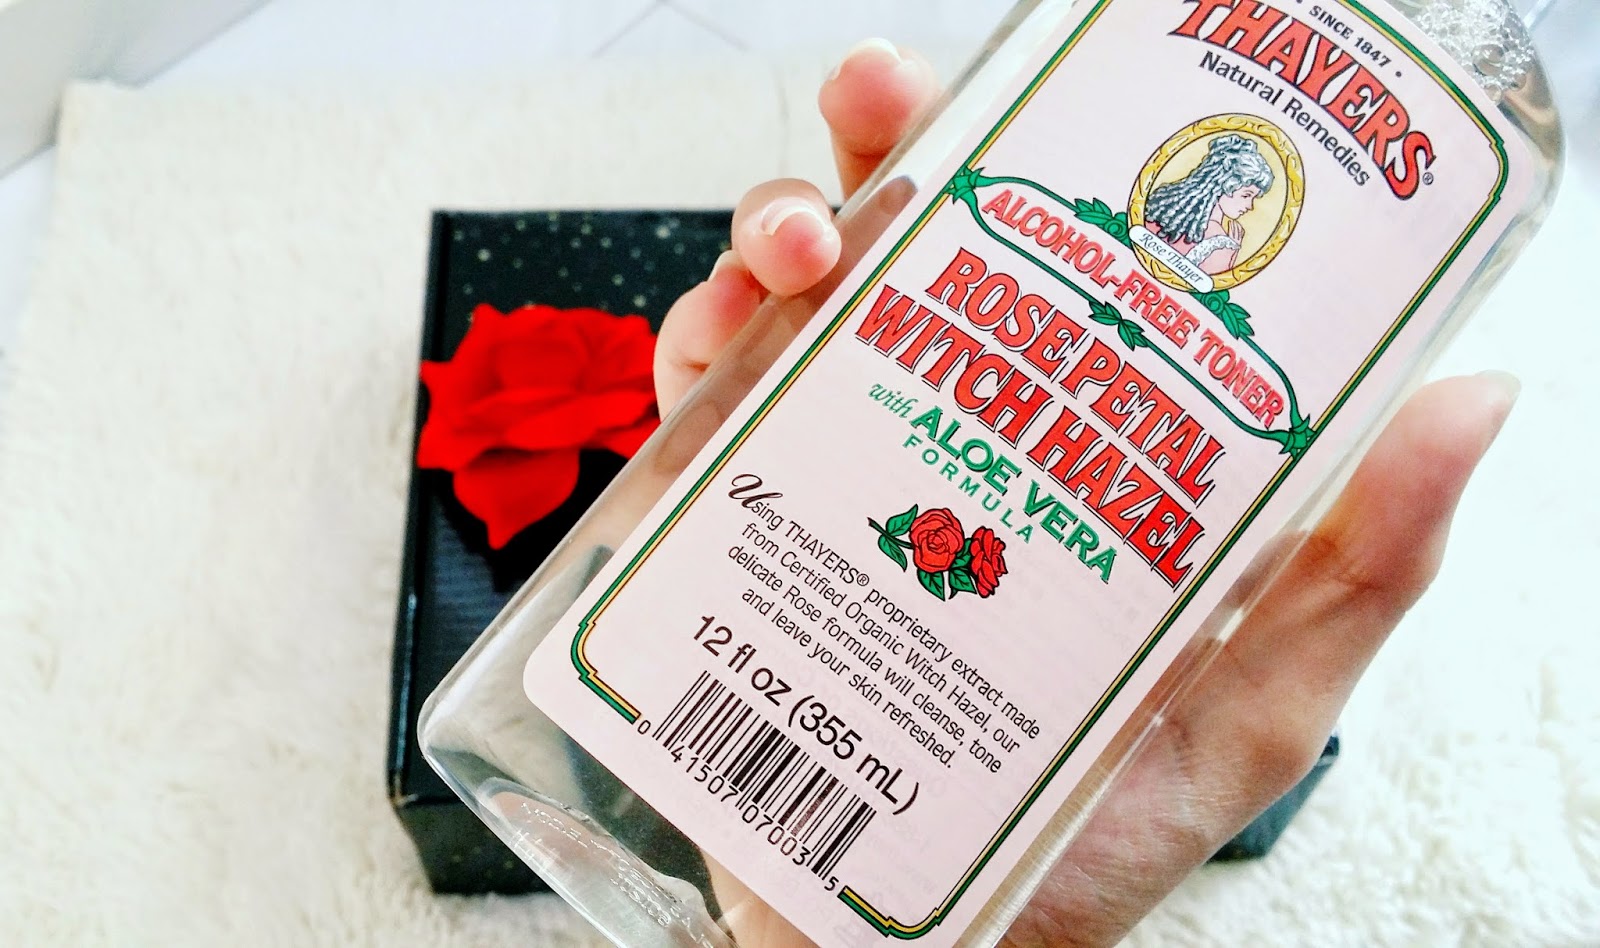 • SINCE 1847 •
THAYERS®
Natural Remedies
Rose Thayer
ALCOHOL-FREE TONER
ROSE PETAL
WITCH HAZEL
with ALOE VERA
FORMULA
Using THAYERS® proprietary extract made
from Certified Organic Witch Hazel, our
delicate Rose formula will cleanse, tone
and leave your skin refreshed.
12 fl oz (355 mL)
0 41507 07003 5